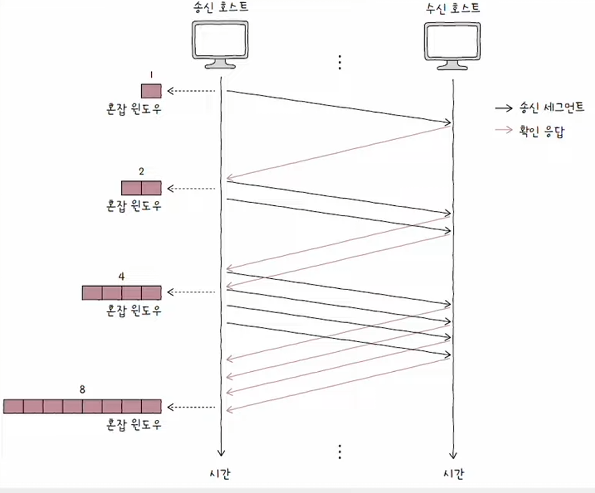 송신 호스트
수신 호스트
1
혼잡 윈도우
송신 세그먼트
확인 응답
2
혼잡 윈도우
4
혼잡 윈도우
8
혼잡 윈도우
시간
시간